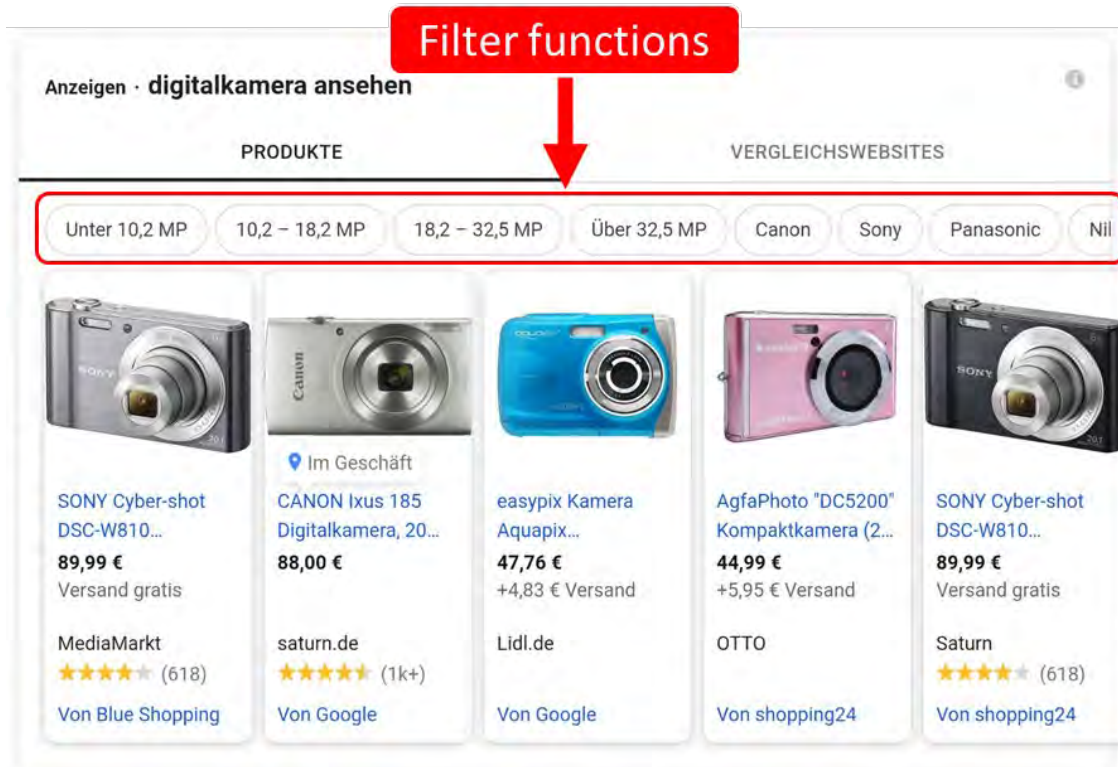 Filter functions
Anzeigen · digitalkamera ansehen
PRODUKTE
VERGLEICHSWEBSITES
Unter 10,2 MP
10,2 – 18,2 MP
18,2 – 32,5 MP
Über 32,5 MP
Canon
Sony
Panasonic
Nil
SONY
Canon
SONY
20.1
Im Geschäft
SONY Cyber-shot
DSC-W810...
89,99 €
Versand gratis
MediaMarkt
(618)
Von Blue Shopping
CANON Ixus 185
Digitalkamera, 20...
88,00 €
saturn.de
(1k+)
Von Google
easypix Kamera
Aquapix...
47,76 €
+4,83 € Versand
Lidl.de
Von Google
AgfaPhoto "DC5200"
Kompaktkamera (2...
44,99 €
+5,95 € Versand
OTTO
Von shopping24
SONY Cyber-shot
DSC-W810...
89,99 €
Versand gratis
Saturn
(618)
Von shopping24